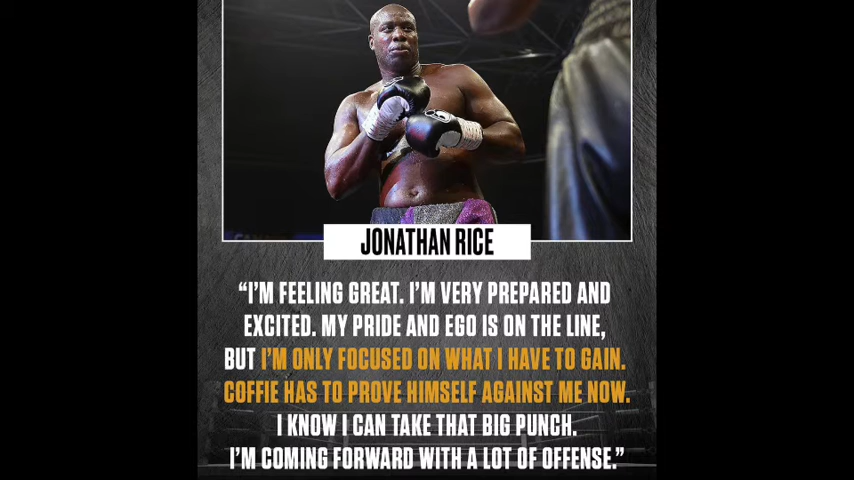 JONATHAN RICE
“I’M FEELING GREAT. I’M VERY PREPARED AND
EXCITED. MY PRIDE AND EGO IS ON THE LINE,
BUT I’M ONLY FOCUSED ON WHAT I HAVE TO GAIN.
COFFIE HAS TO PROVE HIMSELF AGAINST ME NOW.
I KNOW I CAN TAKE THAT BIG PUNCH.
I’M COMING FORWARD WITH A LOT OF OFFENSE.”